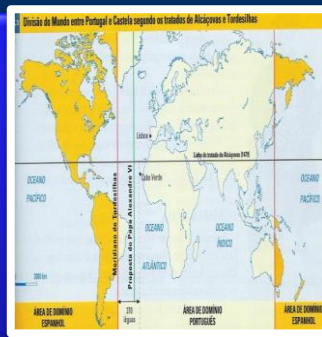 Divisão do Mundo entre Portugal e Castela segundo os tratados de Alcáçovas e Tordesilhas
Lisboa
Linha do tratado de Alcáçovas (1479)
Cabo Verde
OCEANO
PACÍFICO
Meridiano de Tordesilhas
Proposta do Papa Alexandre VI
OCEANO
ATLÂNTICO
OCEANO
ÍNDICO
OCEANO
PACÍFICO
ÁREA DE DOMÍNIO
ESPANHOL
370
léguas
ÁREA DE DOMÍNIO
PORTUGUÊS
ÁREA DE DOMÍNIO
ESPANHOL